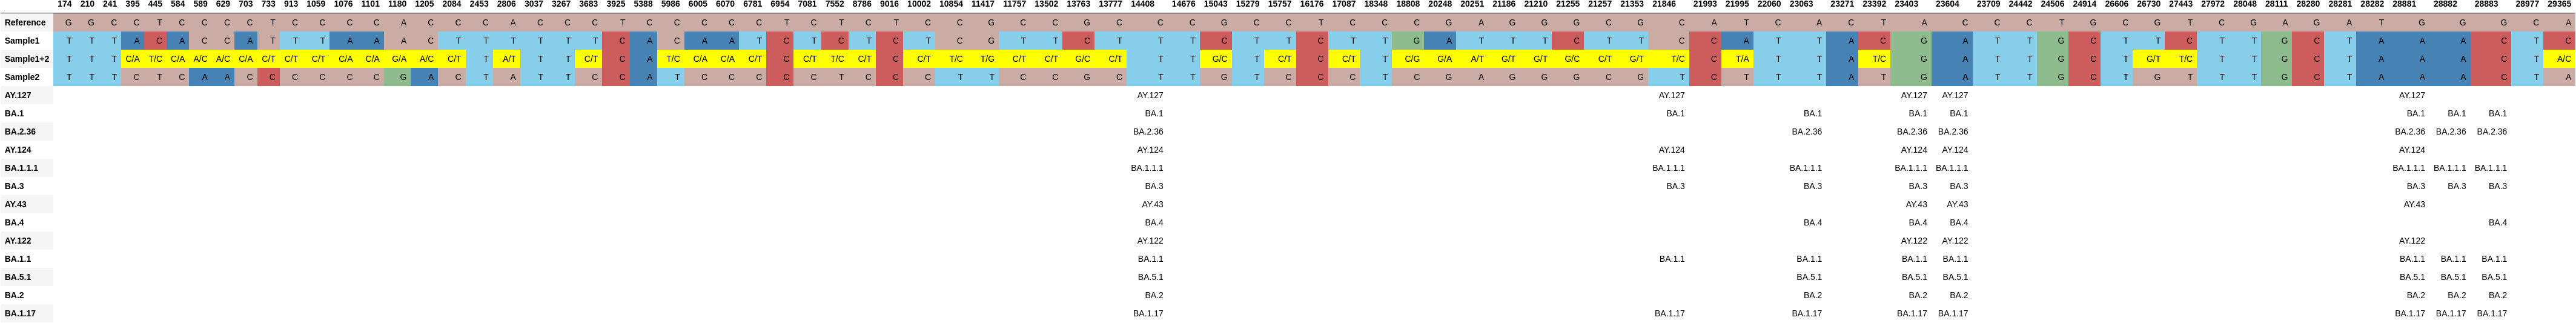 174 210 241 395 445 584 589 629 703 733 913 1059 1076 1101 1180 1205 2084 2453 2806 3037 3267 3683 3925 5388 5986 6005 6070 6781 6954 7081 7552 8786 9016 10002 10854 11417 11757 13502 13763 13777 14408 14676 15043 15279 15757 16176 17087 18348 18808 20248 20251 21186 21210 21255 21257 21353 21846 21993 21995 22060 23063 23271 23392 23403 23604 23709 24442 24506 24914 26606 26730 27443 27972 28048 28111 28280 28281 28282 28881 28882 28883 28977 29365
Reference G G C C T C C C C T C C C C A C C C A C C C T C C C C C T C T C T C C G C C G C C C G C C T C C C G A G G G C G C A T C A C T A C C C T G C G T C G A G A T G G G C A
Sample1 T T T A C A C C A T T T A A A C T T T T T T C A C A A T C T C T C T C G T T C T T T C T T C T T G A T T T C T T C C A T T A C G A T T G C T T C T T G C T A A A C T C
Sample1+2 T T T C/A T/C C/A A/C A/C C/A C/T C/T C/T C/A C/A G/A A/C C/T T A/T T T C/T C A T/C C/A C/A C/T C C/T T/C C/T C C/T T/C T/G C/T C/T G/C C/T T T G/C T C/T C C/T T C/G G/A A/T G/T G/T G/C C/T G/T T/C C T/A T T A T/C G A T T G C T G/T T/C T T G C T A A A C T A/C
Sample2 T T T C T C A A C C C C C C G A C T A T T C C A T C C C C C T C C C T T C C G C T T G T C C C T C G A G G G C G T C T T T A T G A T T G C T G T T T G C T A A A C T A
AY.127 AY.127 AY.127 AY.127 AY.127 AY.127
BA.1 BA.1 BA.1 BA.1 BA.1 BA.1 BA.1 BA.1 BA.1
BA.2.36 BA.2.36 BA.2.36 BA.2.36 BA.2.36 BA.2.36 BA.2.36 BA.2.36
AY.124 AY.124 AY.124 AY.124 AY.124 AY.124
BA.1.1.1 BA.1.1.1 BA.1.1.1 BA.1.1.1 BA.1.1.1 BA.1.1.1 BA.1.1.1 BA.1.1.1 BA.1.1.1
BA.3 BA.3 BA.3 BA.3 BA.3 BA.3 BA.3 BA.3 BA.3
AY.43 AY.43 AY.43 AY.43 AY.43
BA.4 BA.4 BA.4 BA.4 BA.4 BA.4
AY.122 AY.122 AY.122 AY.122 AY.122
BA.1.1 BA.1.1 BA.1.1 BA.1.1 BA.1.1 BA.1.1 BA.1.1 BA.1.1 BA.1.1
BA.5.1 BA.5.1 BA.5.1 BA.5.1 BA.5.1 BA.5.1 BA.5.1 BA.5.1
BA.2 BA.2 BA.2 BA.2 BA.2 BA.2 BA.2 BA.2
BA.1.17 BA.1.17 BA.1.17 BA.1.17 BA.1.17 BA.1.17 BA.1.17 BA.1.17 BA.1.17